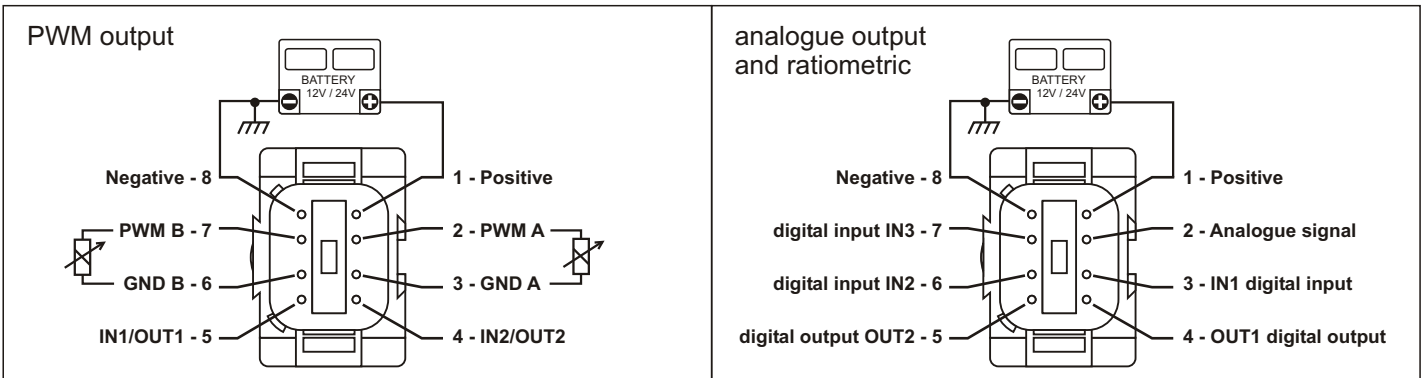 PWM output
BATTERY
12V / 24V
Negative - 8
1 - Positive
PWM B - 7
2 - PWM A
GND B - 6
3 - GND A
IN1/OUT1 - 5
4 - IN2/OUT2
analogue output
and ratiometric
BATTERY
12V / 24V
Negative - 8
1 - Positive
digital input IN3 - 7
2 - Analogue signal
digital input IN2 - 6
3 - IN1 digital input
digital output OUT2 - 5
4 - OUT1 digital output